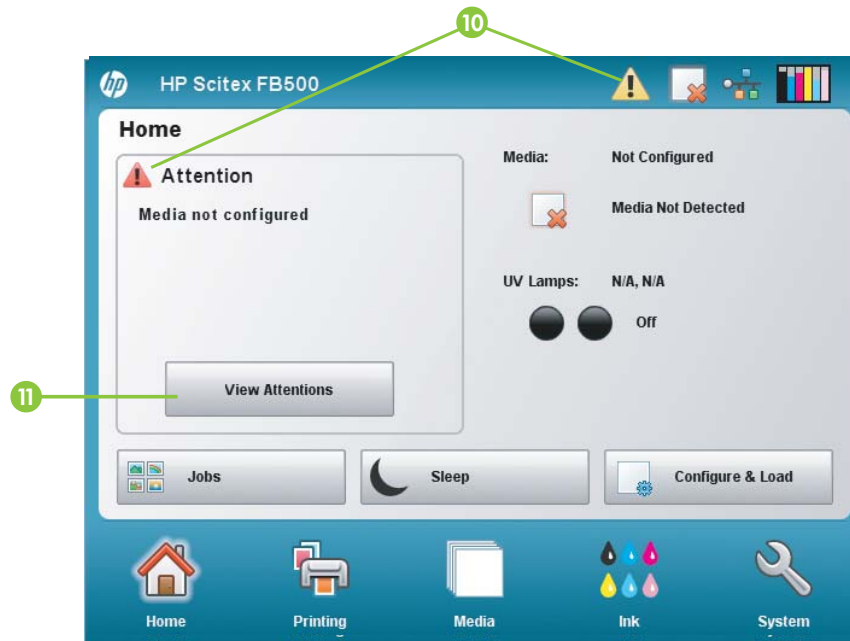 10
hp HP Scitex FB500
Home
Attention
Media not configured
Media: Not Configured
Media Not Detected
UV Lamps: N/A, N/A
Off
11
View Attentions
Jobs
Sleep
Configure & Load
Home
Printing
Media
Ink
System